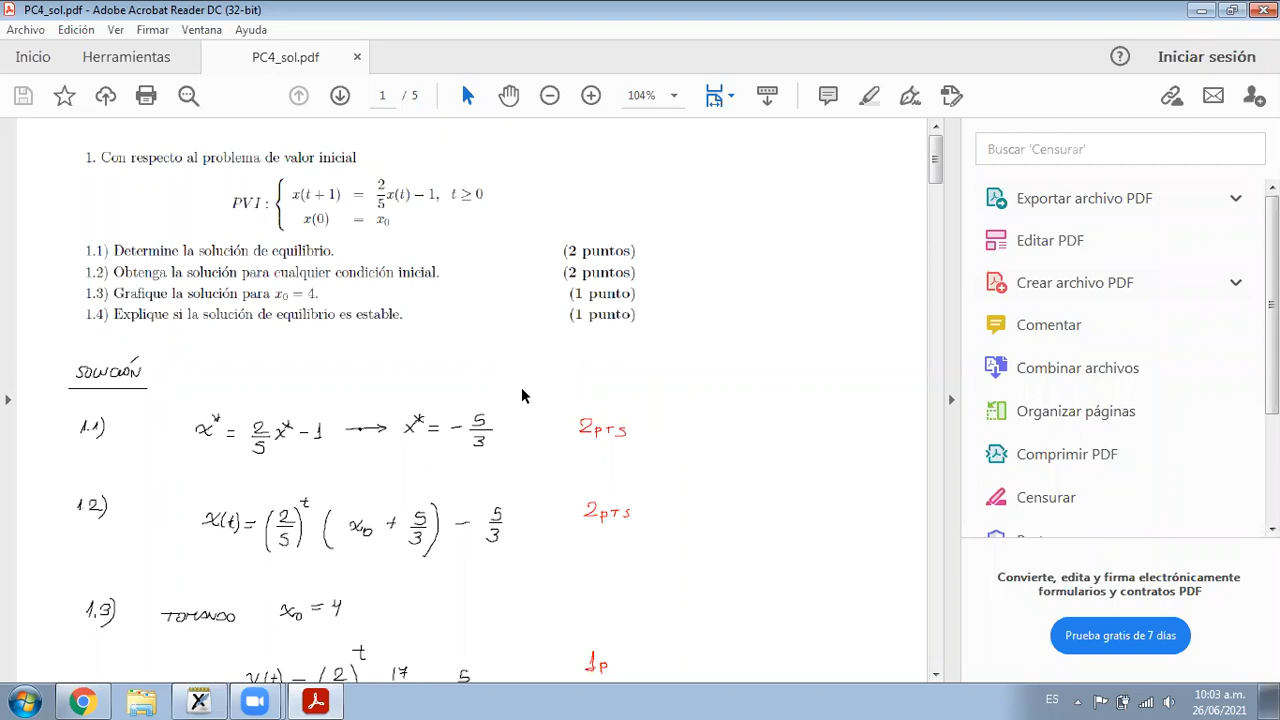 PC4_sol.pdf - Adobe Acrobat Reader DC (32-bit)
Archivo Edición Ver Firmar Ventana Ayuda
Inicio Herramientas PC4_sol.pdf × Iniciar sesión
1 / 5 104%
1. Con respecto al problema de valor inicial
PVI : { x(t + 1) = 2/5 x(t) − 1, t ≥ 0
x(0) = x₀
1.1) Determine la solución de equilibrio. (2 puntos)
1.2) Obtenga la solución para cualquier condición inicial. (2 puntos)
1.3) Grafique la solución para x₀ = 4. (1 punto)
1.4) Explique si la solución de equilibrio es estable. (1 punto)
SOLUCIÓN
1.1) x* = 2/5 x* − 1 → x* = − 5/3 2pts
1.2) x(t) = (2/5)^t (x₀ + 5/3) − 5/3 2pts
1.3) TOMANDO x₀ = 4
1p
Buscar 'Censurar'
Exportar archivo PDF
Editar PDF
Crear archivo PDF
Comentar
Combinar archivos
Organizar páginas
Comprimir PDF
Censurar
Convierte, edita y firma electrónicamente
formularios y contratos PDF
Prueba gratis de 7 días
ES 10:03 a.m.
26/06/2021